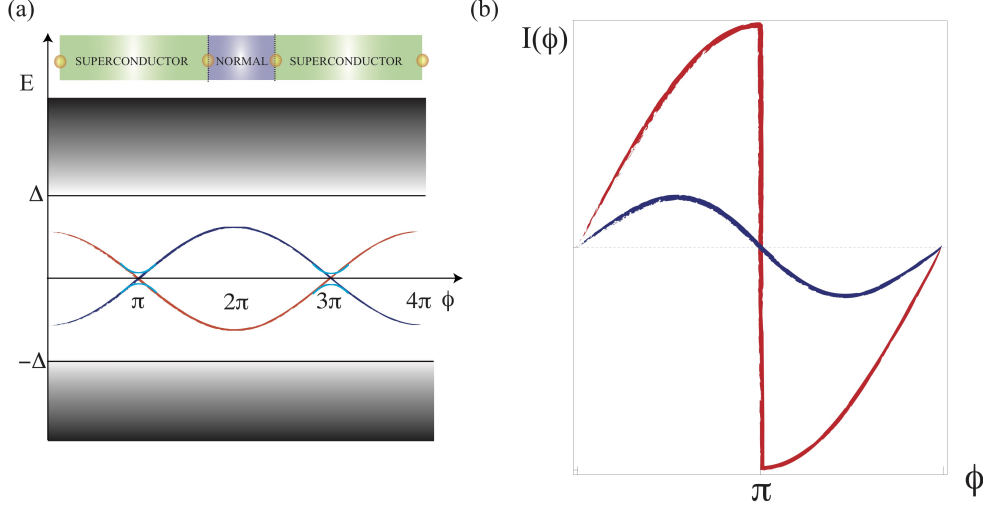 (a)
SUPERCONDUCTOR NORMAL SUPERCONDUCTOR
E
Δ
π 2π 3π 4π ϕ
−Δ
(b)
I(ϕ)
π
ϕ